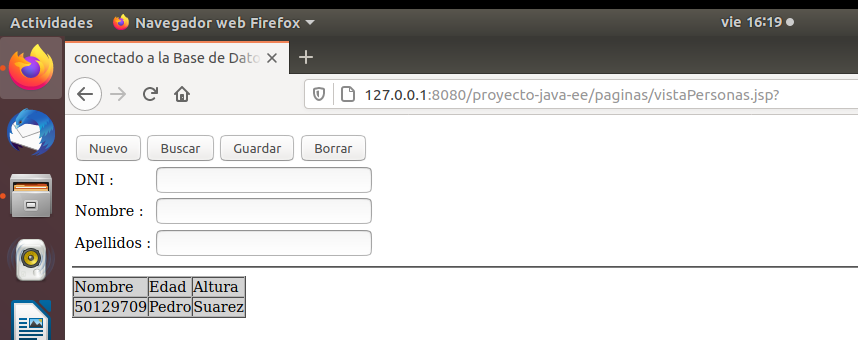 Actividades Navegador web Firefox vie 16:19
conectado a la Base de Dato
127.0.0.1:8080/proyecto-java-ee/paginas/vistaPersonas.jsp?
Nuevo Buscar Guardar Borrar
DNI :
Nombre :
Apellidos :
Nombre Edad Altura
50129709 Pedro Suarez